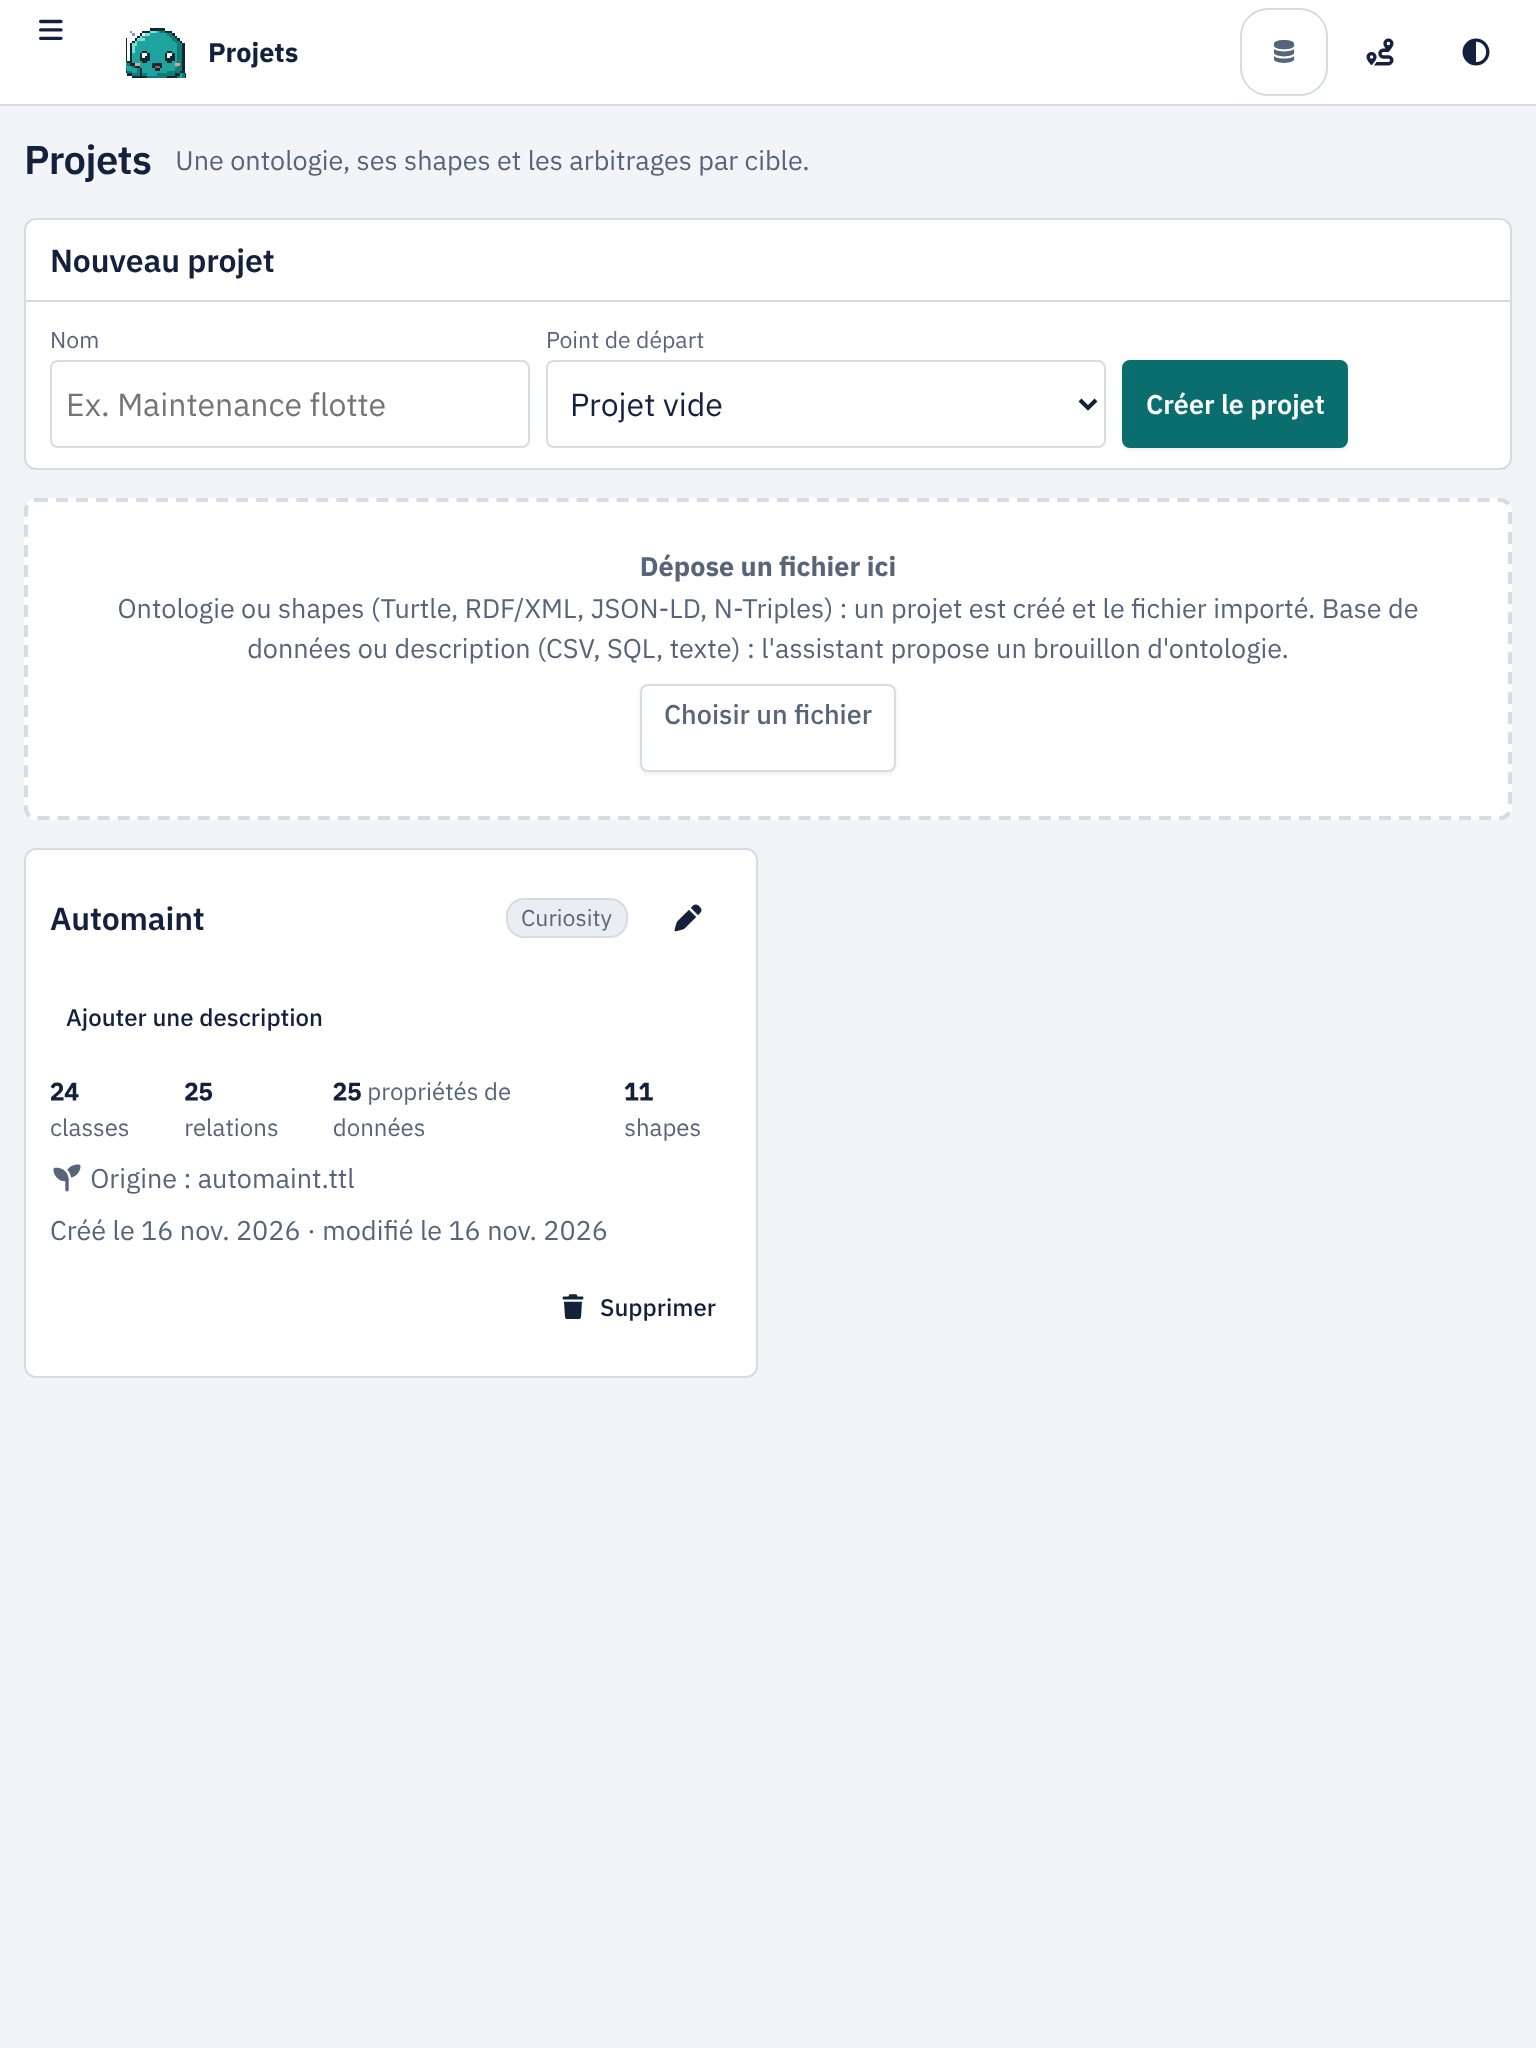 Projets
Projets
Une ontologie, ses shapes et les arbitrages par cible.
Nouveau projet
Nom
Point de départ
Ex. Maintenance flotte
Projet vide
Créer le projet
Dépose un fichier ici
Ontologie ou shapes (Turtle, RDF/XML, JSON-LD, N-Triples) : un projet est créé et le fichier importé. Base de
données ou description (CSV, SQL, texte) : l'assistant propose un brouillon d'ontologie.
Choisir un fichier
Automaint
Curiosity
Ajouter une description
24 classes
25 relations
25 propriétés de données
11 shapes
Origine : automaint.ttl
Créé le 16 nov. 2026 · modifié le 16 nov. 2026
Supprimer